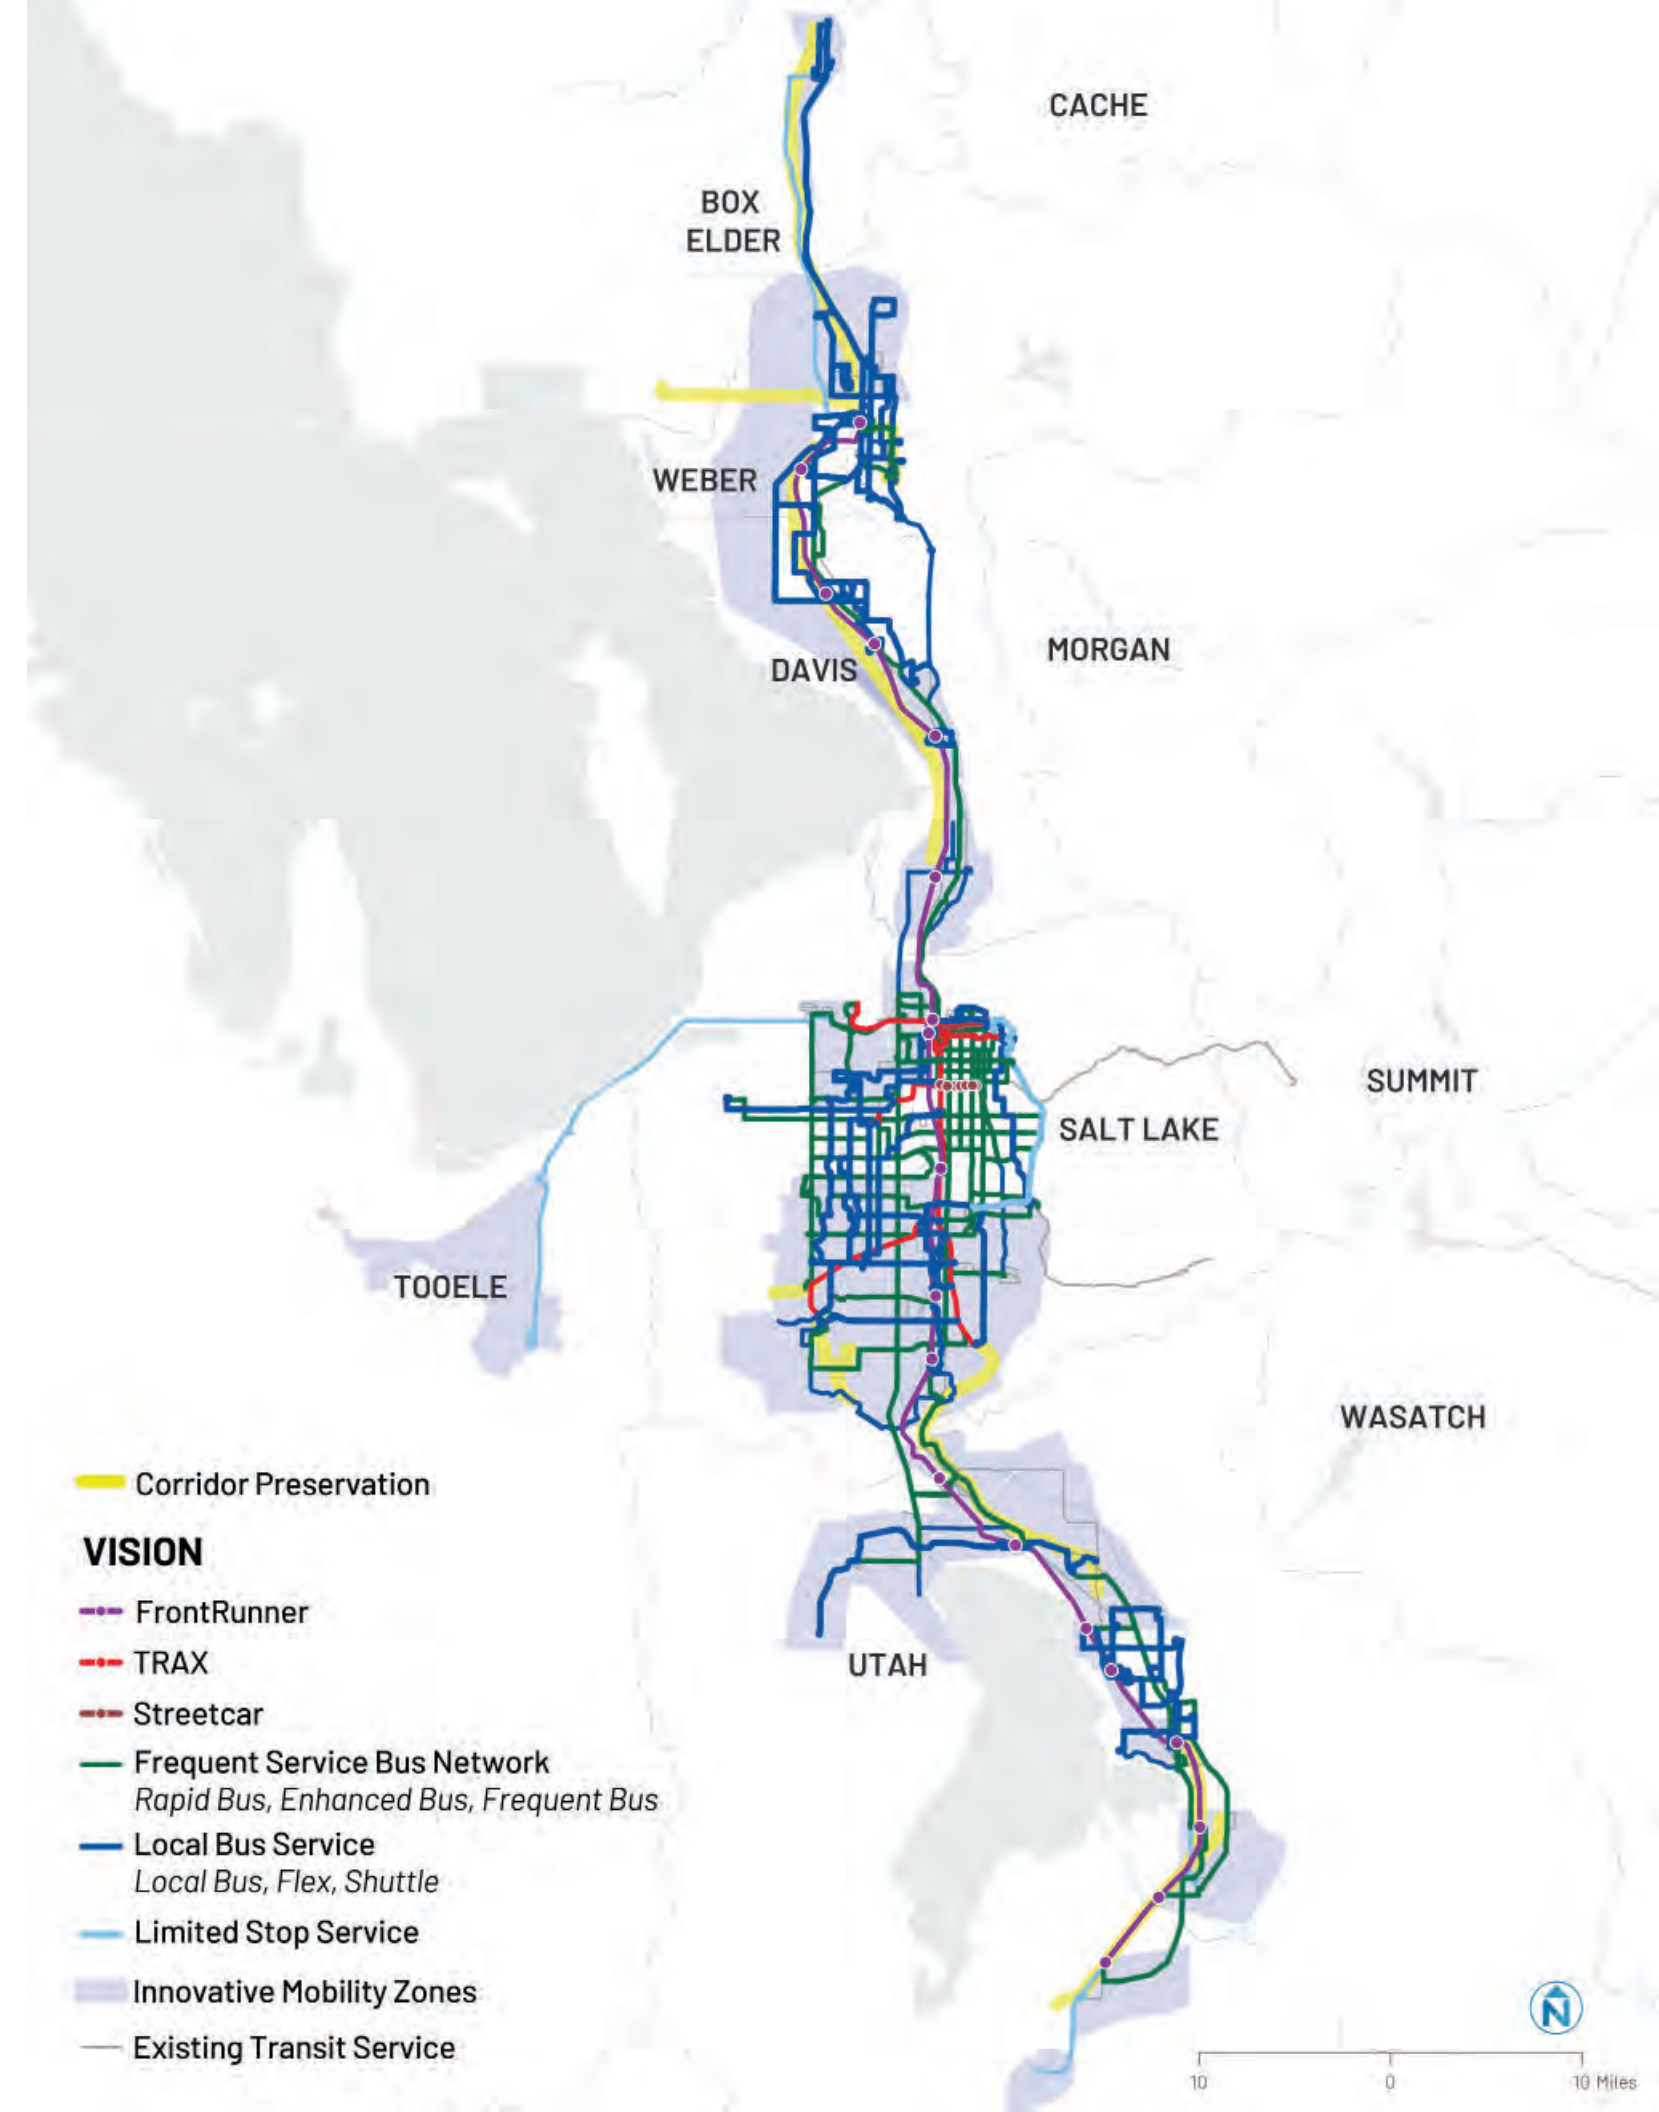 CACHE
BOX
ELDER
WEBER
MORGAN
DAVIS
SUMMIT
SALT LAKE
TOOELE
WASATCH
UTAH
Corridor Preservation
VISION
FrontRunner
TRAX
Streetcar
Frequent Service Bus Network
Rapid Bus, Enhanced Bus, Frequent Bus
Local Bus Service
Local Bus, Flex, Shuttle
Limited Stop Service
Innovative Mobility Zones
Existing Transit Service
N
10 0 10 Miles